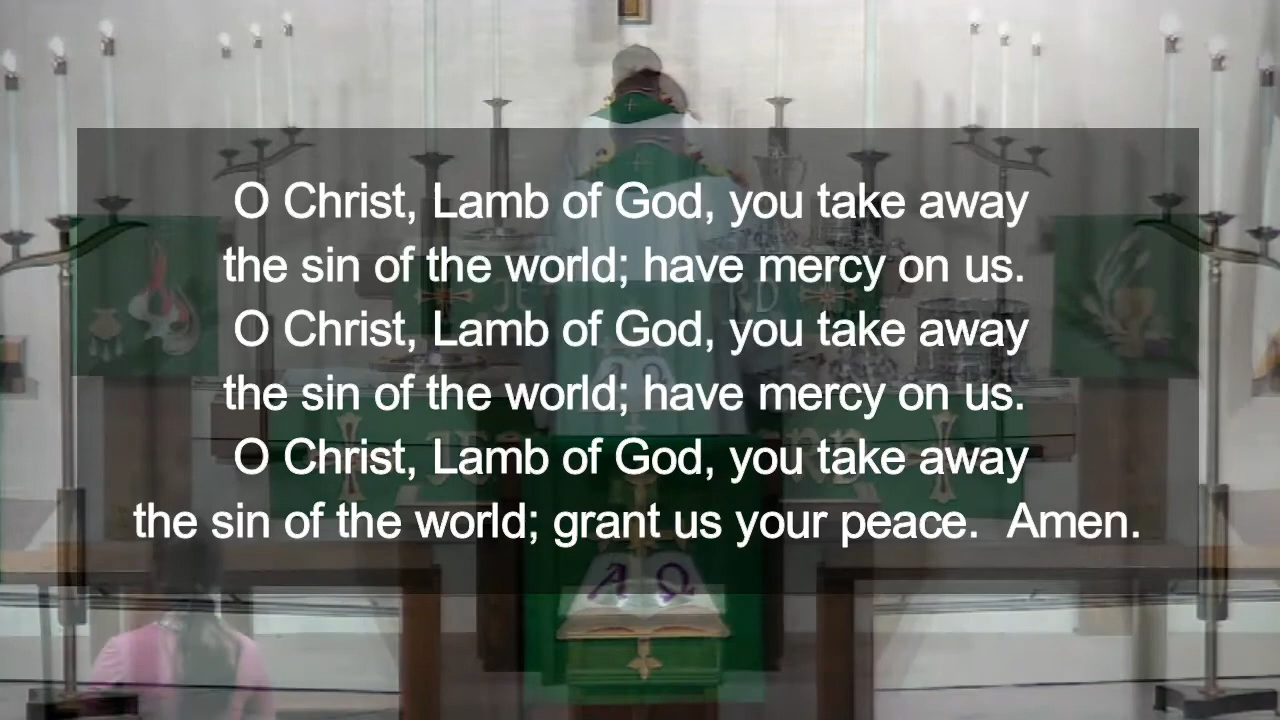 O Christ, Lamb of God, you take away
the sin of the world; have mercy on us.
O Christ, Lamb of God, you take away
the sin of the world; have mercy on us.
O Christ, Lamb of God, you take away
the sin of the world; grant us your peace.  Amen.
Α Ω